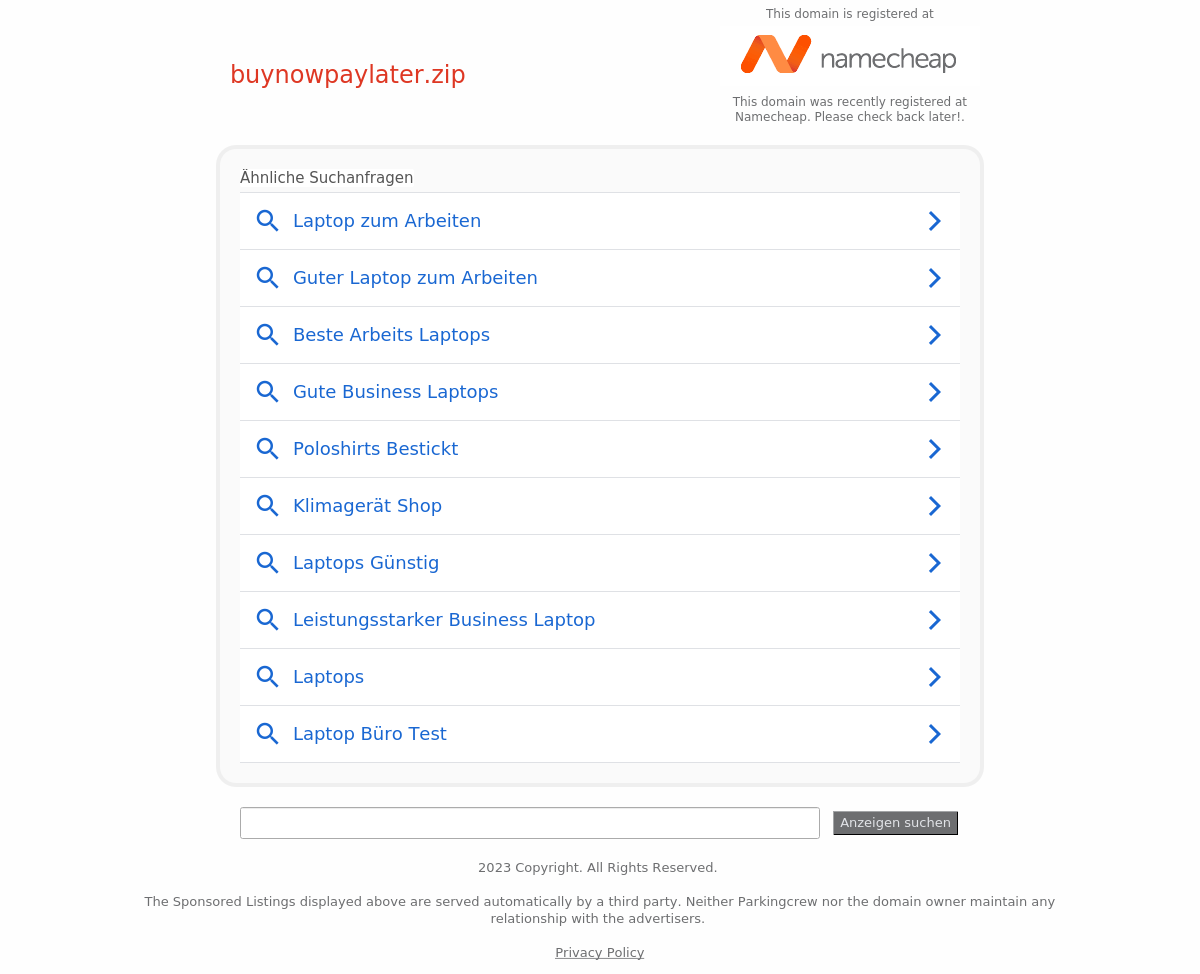 This domain is registered at
namecheap
buynowpaylater.zip
This domain was recently registered at
Namecheap. Please check back later!.
Ähnliche Suchanfragen
Laptop zum Arbeiten
Guter Laptop zum Arbeiten
Beste Arbeits Laptops
Gute Business Laptops
Poloshirts Bestickt
Klimagerät Shop
Laptops Günstig
Leistungsstarker Business Laptop
Laptops
Laptop Büro Test
Anzeigen suchen
2023 Copyright. All Rights Reserved.
The Sponsored Listings displayed above are served automatically by a third party. Neither Parkingcrew nor the domain owner maintain any
relationship with the advertisers.
Privacy Policy